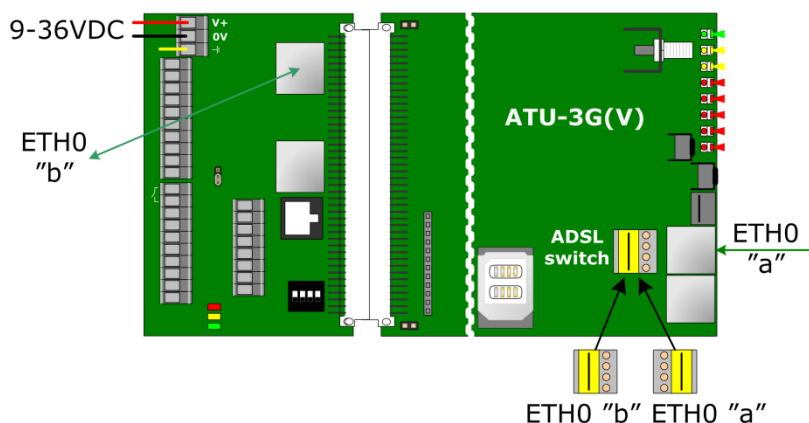 9-36VDC
V+
0V
ETH0
"b"
ATU-3G(V)
ADSL
switch
ETH0
"a"
ETH0 "b"
ETH0 "a"